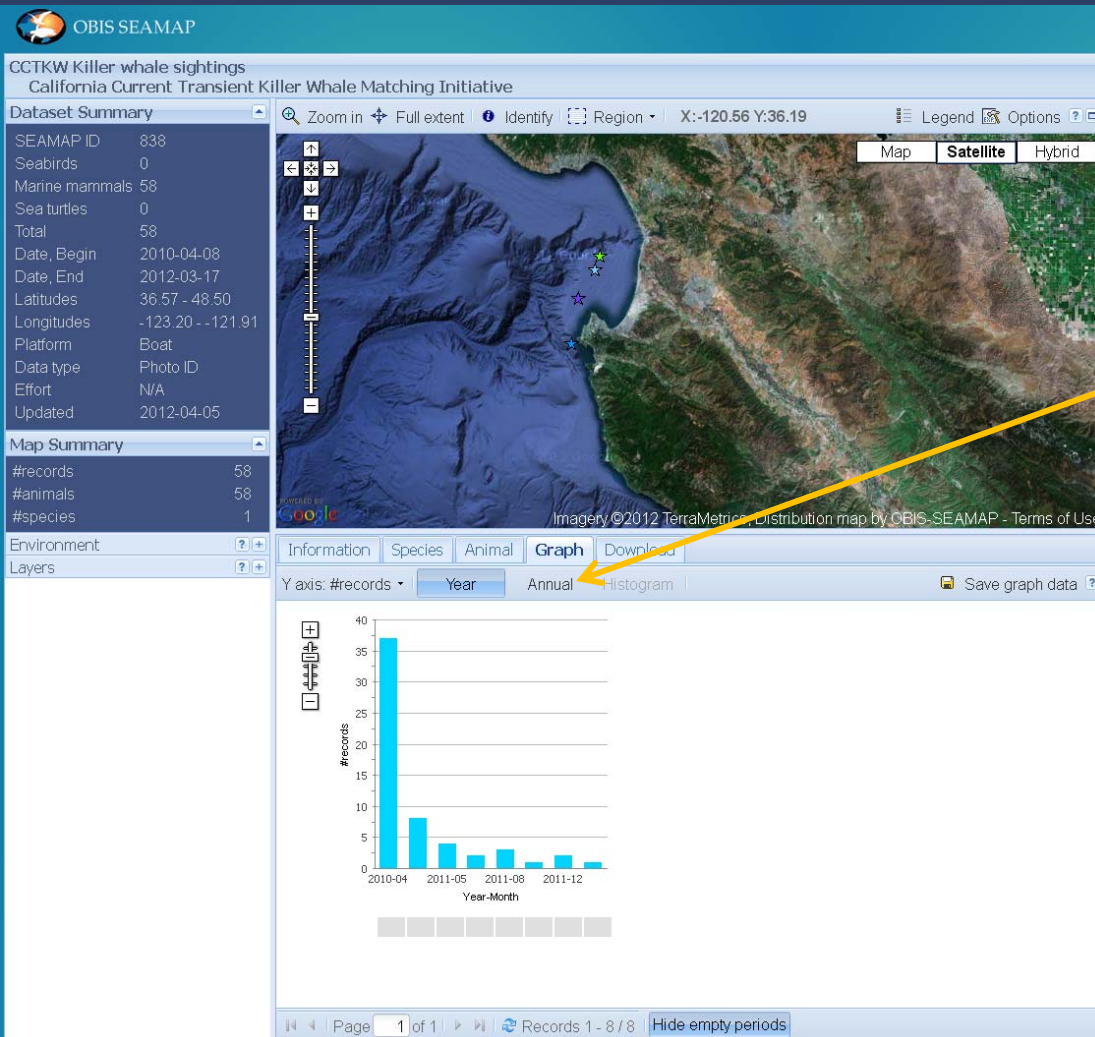 OBIS SEAMAP
CCTKW Killer whale sightings
California Current Transient Killer Whale Matching Initiative
Dataset Summary
SEAMAP ID 838
Seabirds 0
Marine mammals 58
Sea turtles 0
Total 58
Date, Begin 2010-04-08
Date, End 2012-03-17
Latitudes 36.57 - 48.50
Longitudes -123.20 - -121.91
Platform Boat
Data type Photo ID
Effort N/A
Updated 2012-04-05
Map Summary
#records 58
#animals 58
#species 1
Environment ? +
Layers ? +
Zoom in Full extent Identify Region X:-120.56 Y:36.19 Legend Options ?
Map Satellite Hybrid
POWERED BY
Google
Imagery ©2012 TerraMetrics, Distribution map by OBIS-SEAMAP - Terms of Use
Information Species Animal Graph Download
Y axis: #records Year Annual Histogram Save graph data ?
40
35
30
25
20
15
10
5
0
#records
2010-04 2011-05 2011-08 2011-12
Year-Month
Page 1 of 1 Records 1 - 8 / 8 Hide empty periods